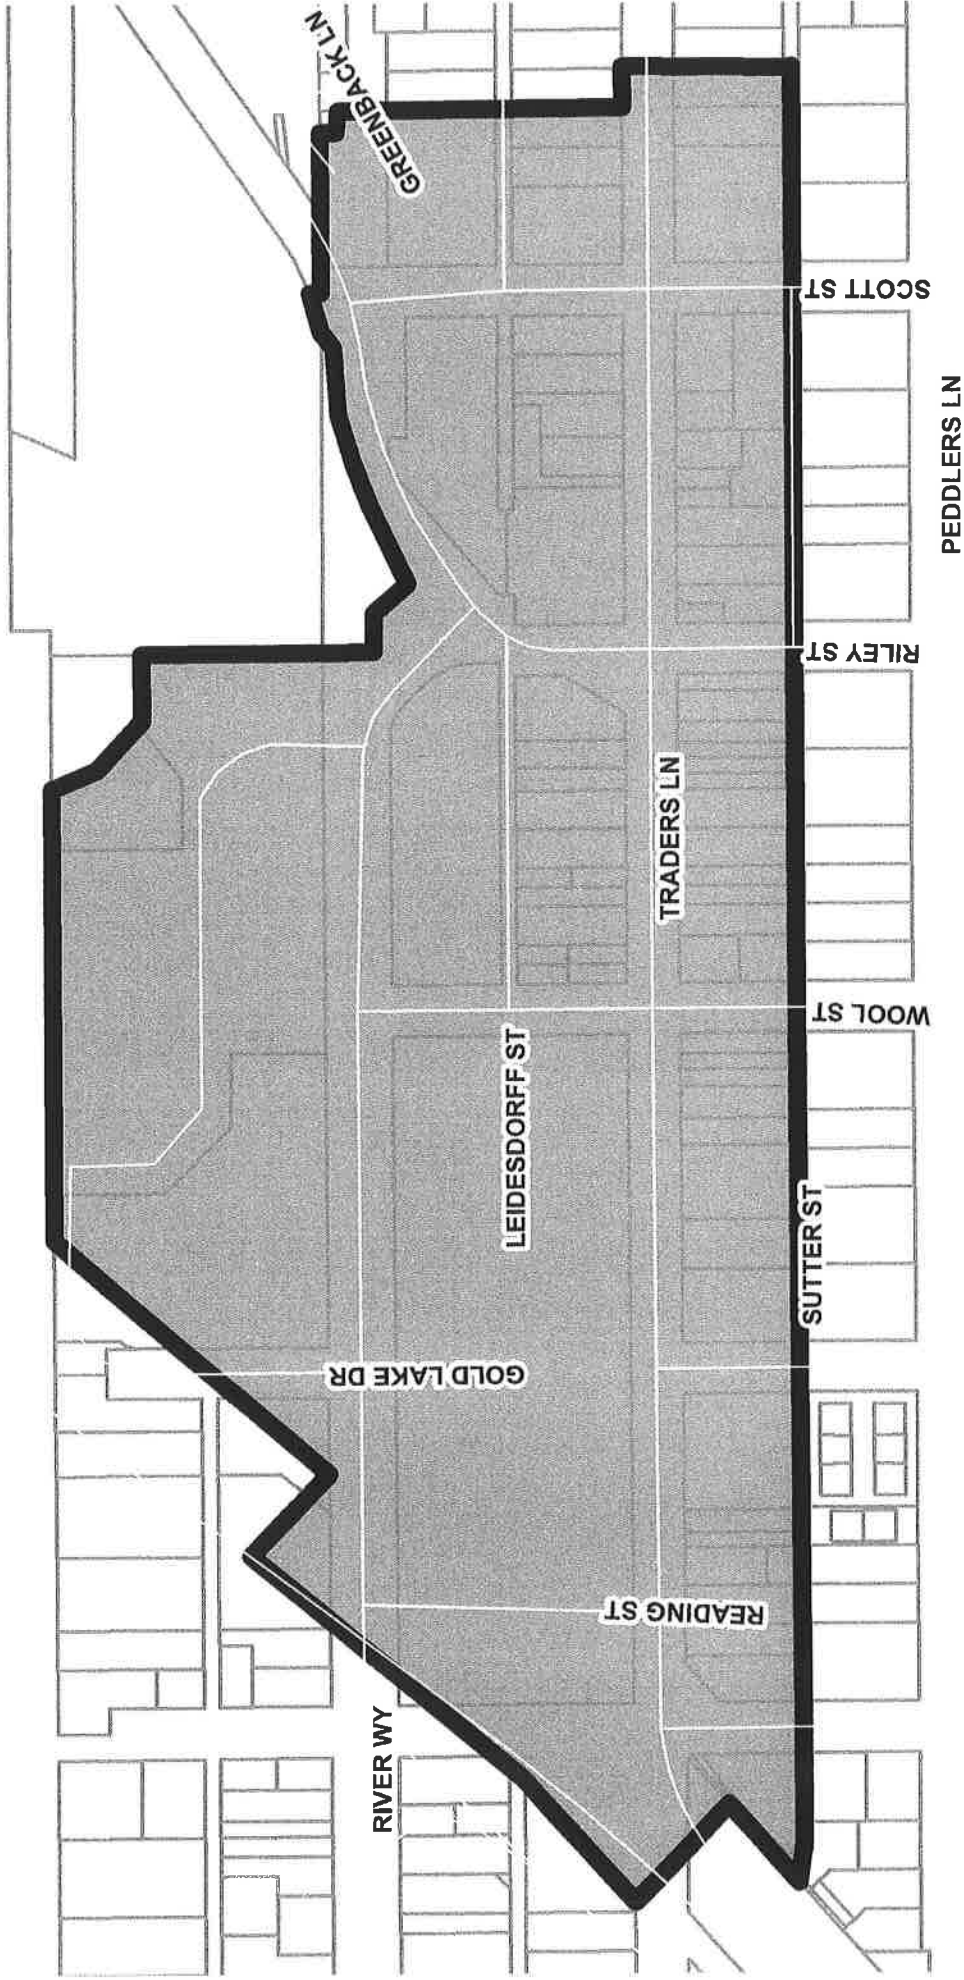 GREENBACK LN
SCOTT ST
PEDDLERS LN
RILEY ST
TRADERS LN
WOOL ST
LEIDESDORFF ST
SUTTER ST
GOLD LAKE DR
READING ST
RIVER WY